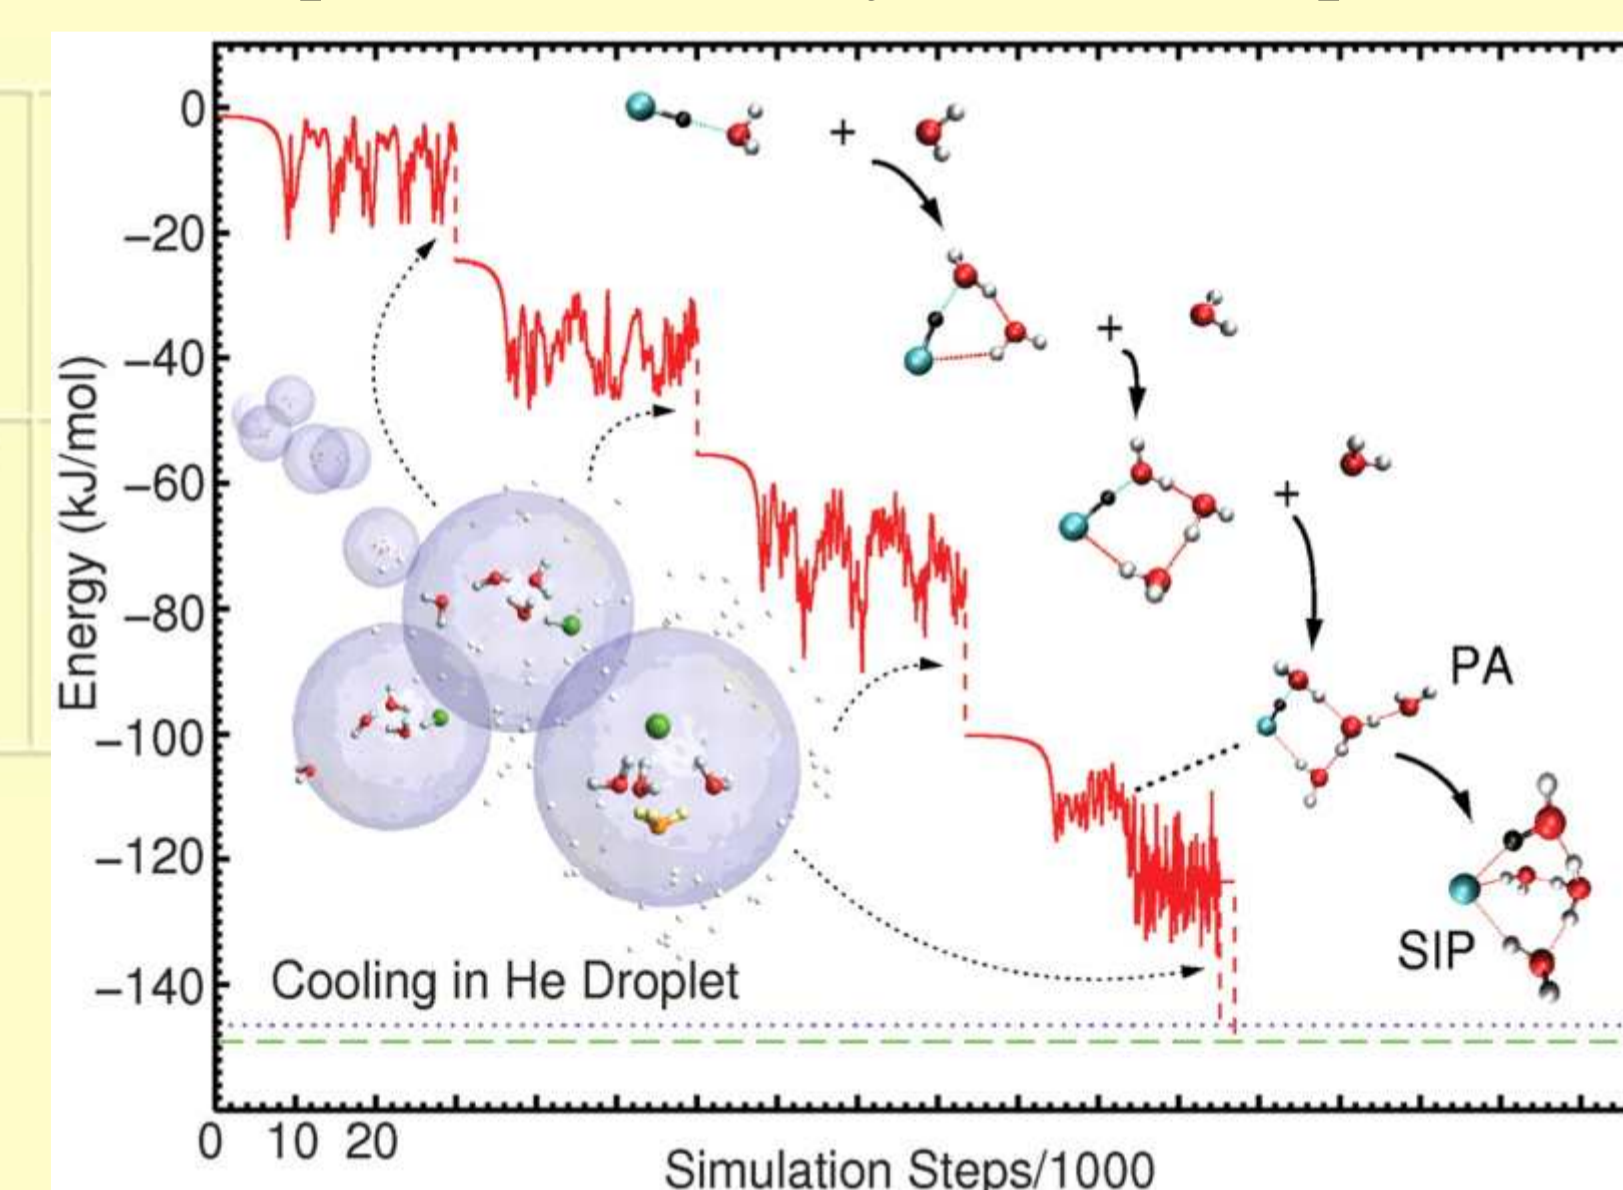 0
−20
−40
−60
−80
−100
−120
−140
Energy (kJ/mol)
+
+
+
PA
SIP
Cooling in He Droplet
0 10 20
Simulation Steps/1000